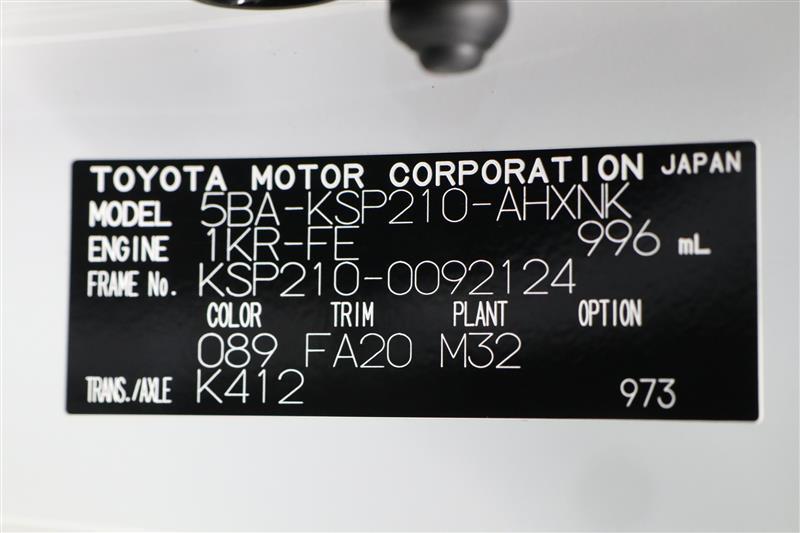 TOYOTA MOTOR CORPORATION JAPAN
MODEL 5BA-KSP210-AHXNK
ENGINE 1KR-FE 996 mL
FRAME No. KSP210-0092124
COLOR TRIM PLANT OPTION
089 FA20 M32
TRANS./AXLE K412 973